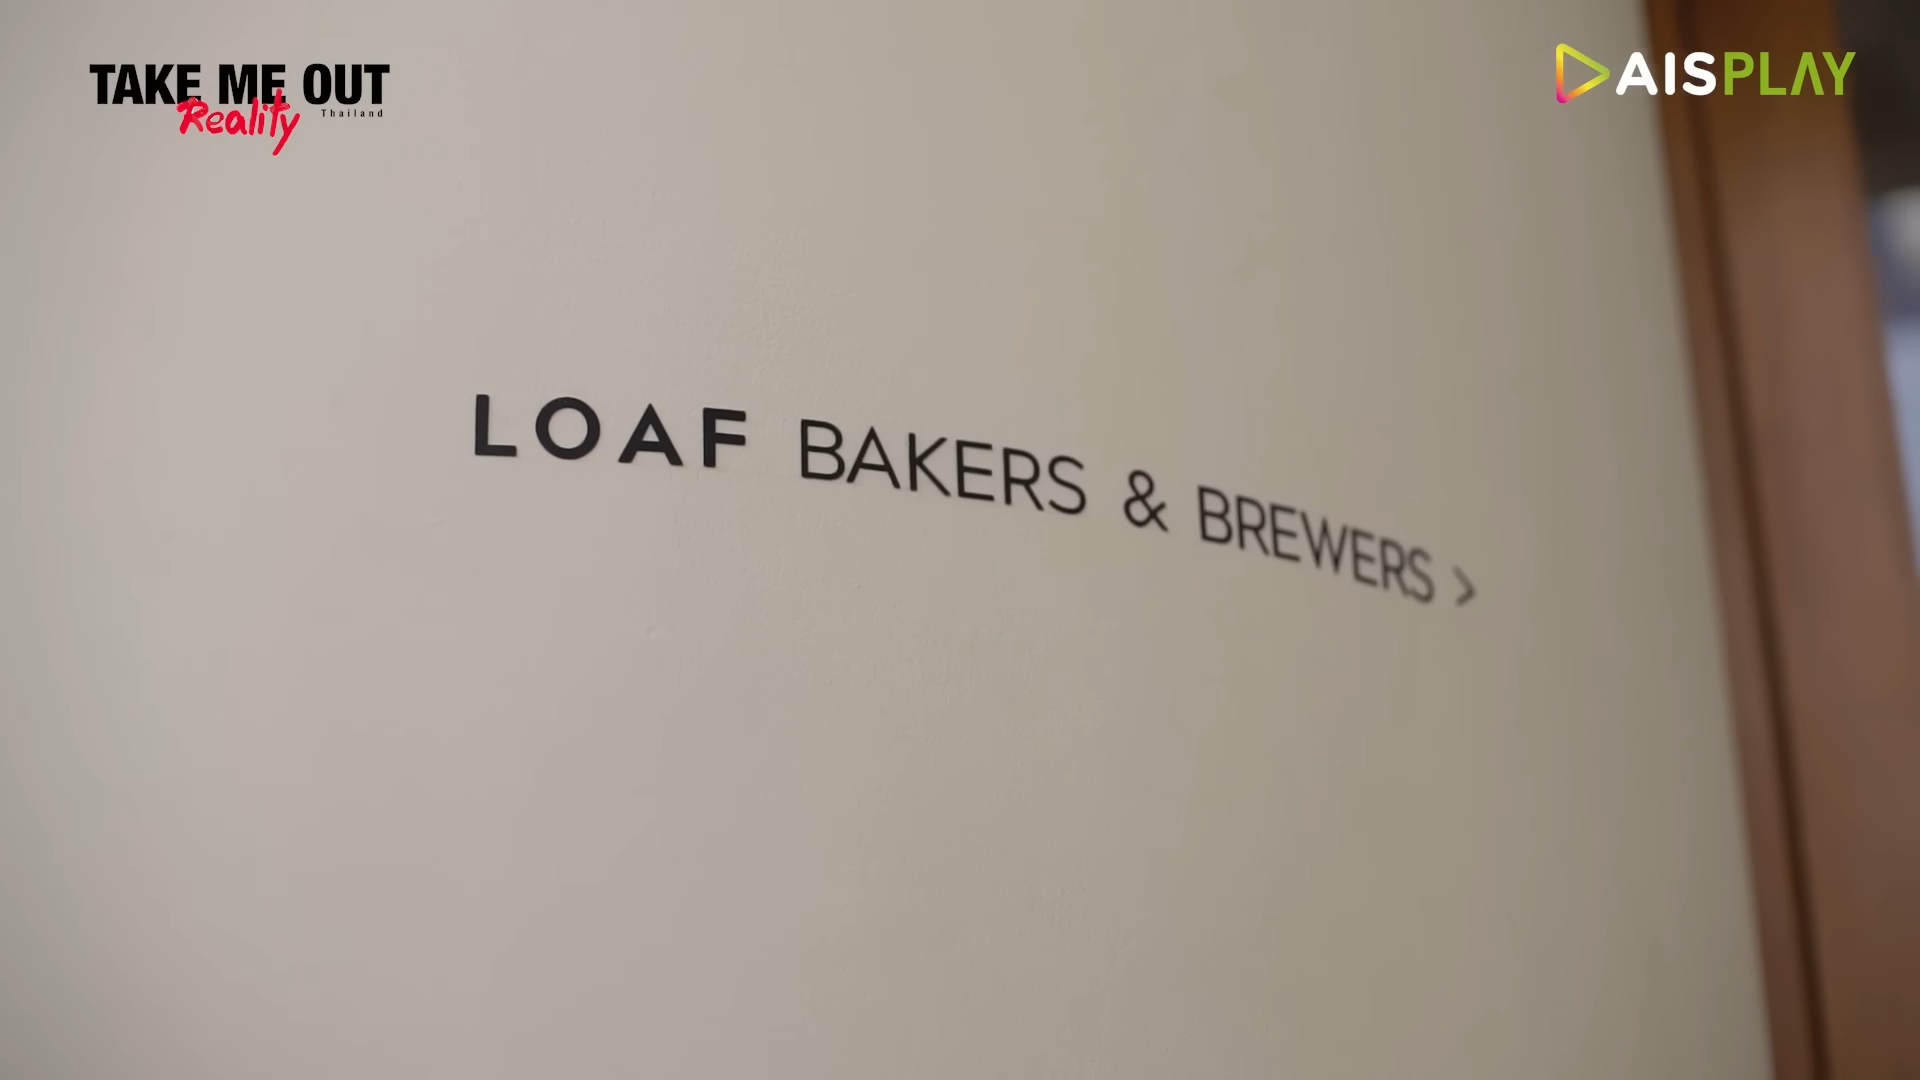 TAKE ME OUT
Reality
Thailand
AISPLAY
LOAF BAKERS & BREWERS >